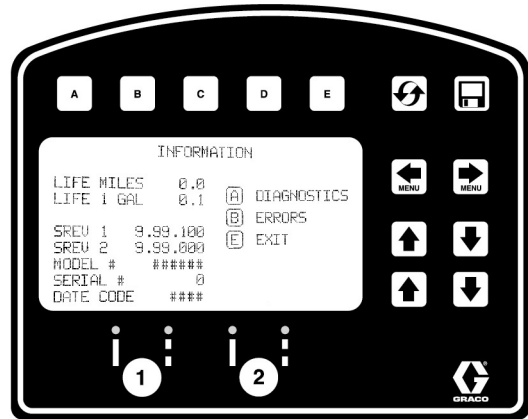 A B C D E
INFORMATION
LIFE MILES 0.0
LIFE 1 GAL 0.1
A DIAGNOSTICS
B ERRORS
E EXIT
SREV 1 9.99.100
SREV 2 9.99.000
MODEL # ######
SERIAL # 0
DATE CODE ####
MENU MENU
1 2
GRACO